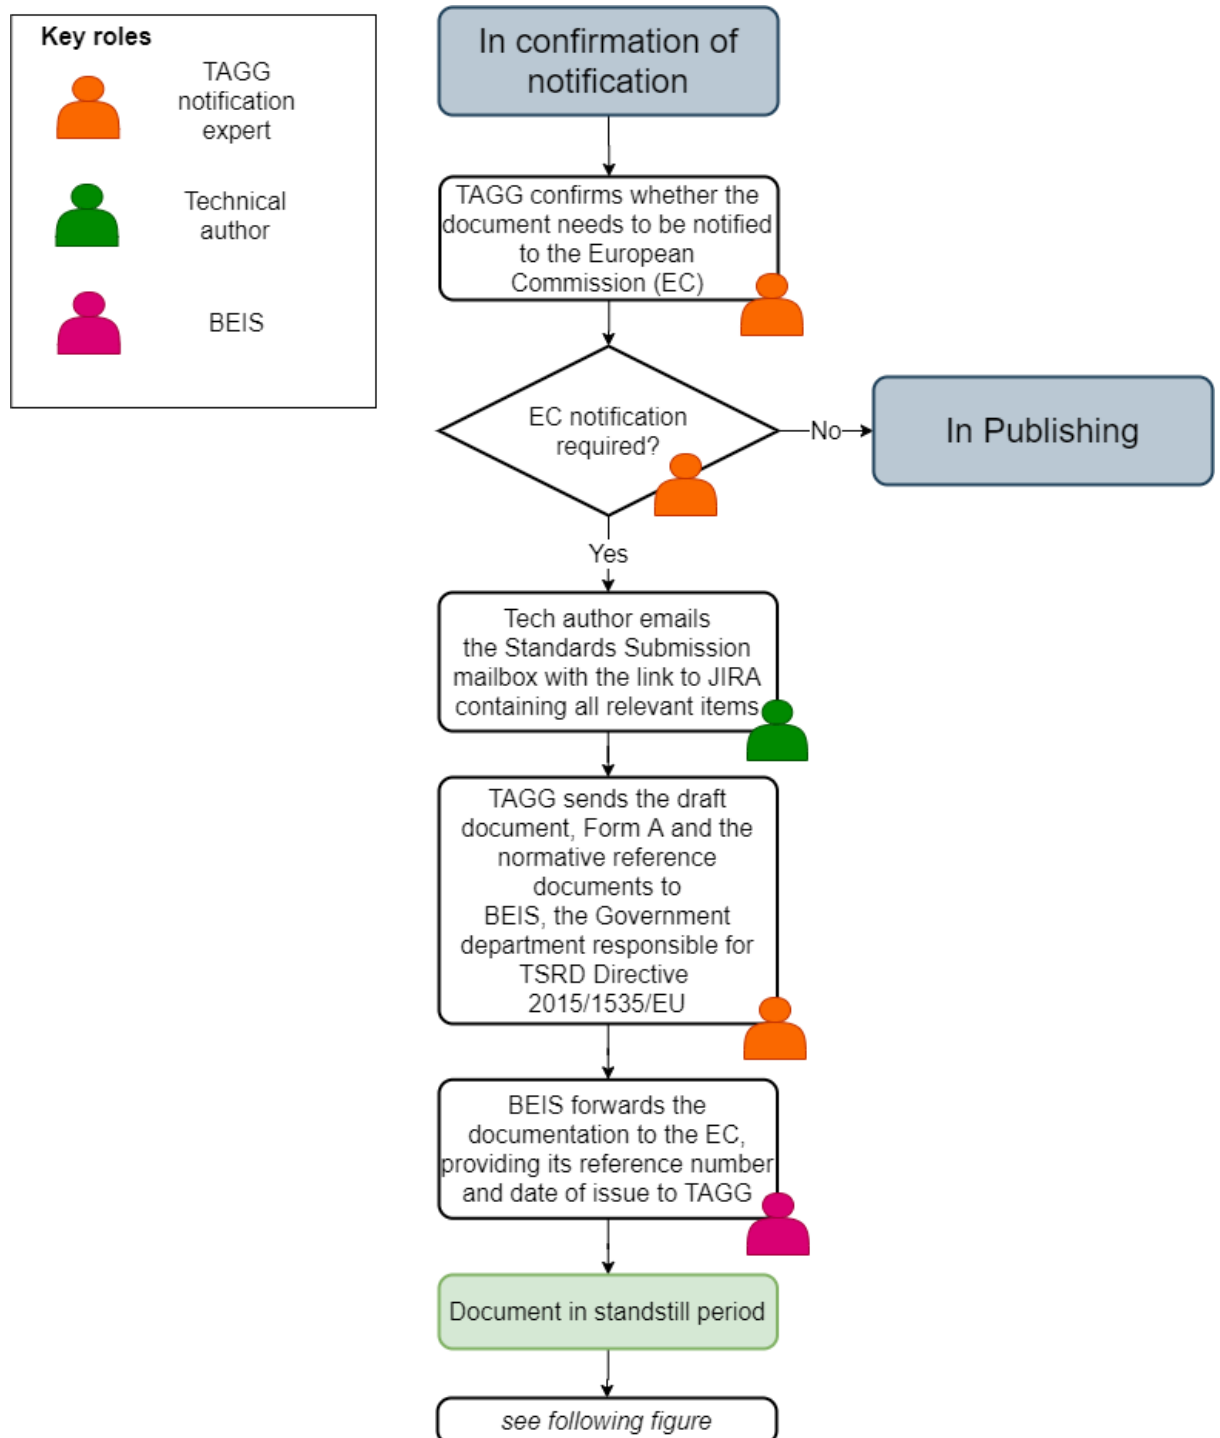 Key roles
TAGG
notification
expert
Technical
author
BEIS
In confirmation of
notification
TAGG confirms whether the
document needs to be notified
to the European
Commission (EC)
EC notification
required?
No
In Publishing
Yes
Tech author emails
the Standards Submission
mailbox with the link to JIRA
containing all relevant items
TAGG sends the draft
document, Form A and the
normative reference
documents to
BEIS, the Government
department responsible for
TSRD Directive
2015/1535/EU
BEIS forwards the
documentation to the EC,
providing its reference number
and date of issue to TAGG
Document in standstill period
see following figure